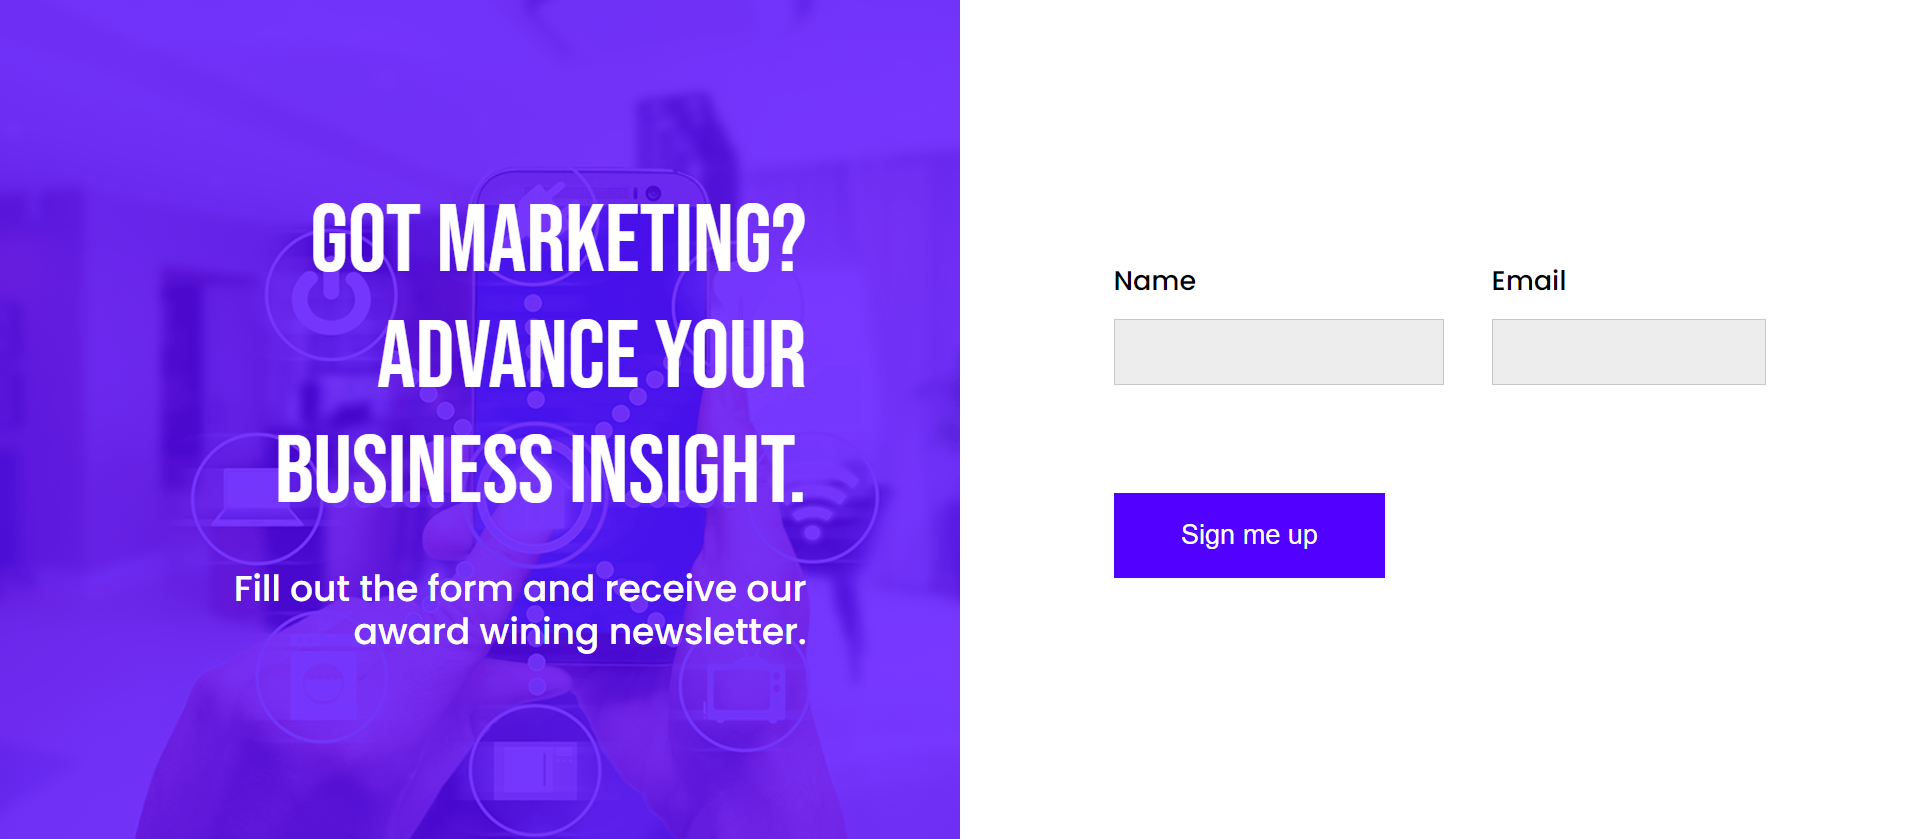 GOT MARKETING?
ADVANCE YOUR
BUSINESS INSIGHT.
Fill out the form and receive our
award wining newsletter.
Name
Email
Sign me up